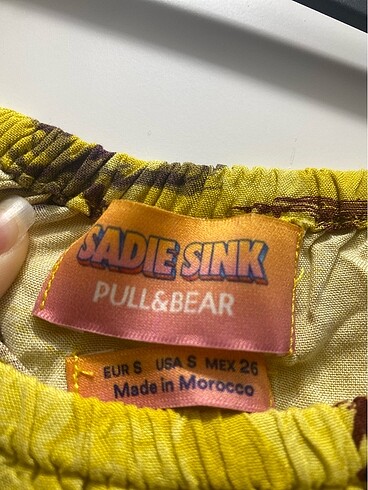 SADIE SINK
PULL&BEAR
EUR S USA S MEX 26
Made in Morocco